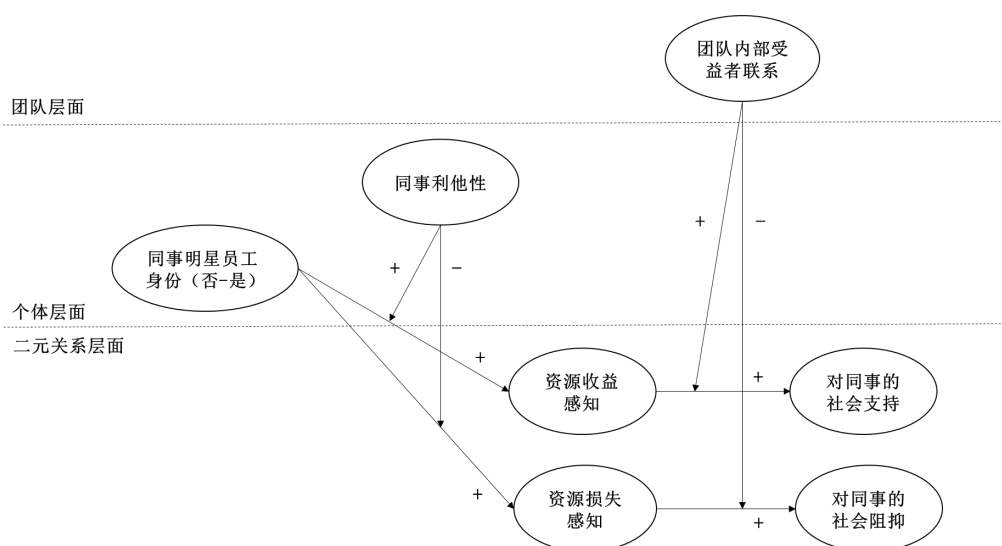 团队内部受
益者联系
团队层面
同事利他性
+
−
+
−
同事明星员工
身份（否-是）
个体层面
二元关系层面
+
资源收益
感知
+
对同事的
社会支持
+
资源损失
感知
+
对同事的
社会阻抑